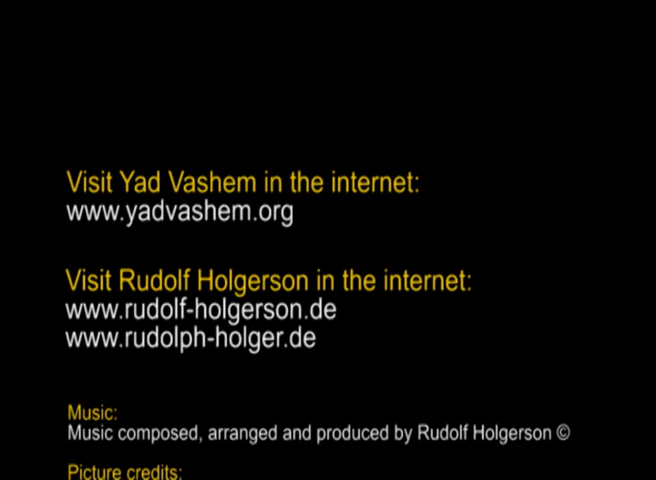 Visit Yad Vashem in the internet:
www.yadvashem.org
Visit Rudolf Holgerson in the internet:
www.rudolf-holgerson.de
www.rudolph-holger.de
Music:
Music composed, arranged and produced by Rudolf Holgerson ©
Picture credits: